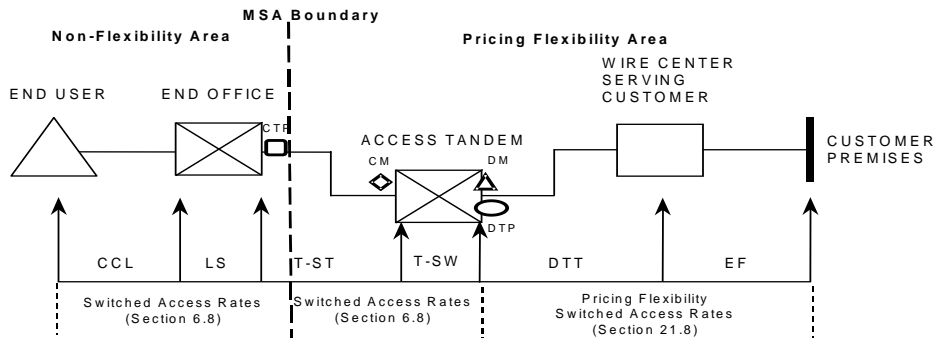 MSA Boundary
Non-Flexibility Area
Pricing Flexibility Area
WIRE CENTER
SERVING
CUSTOMER
END USER
END OFFICE
CTP
ACCESS TANDEM
CM
DM
CUSTOMER
PREMISES
DTP
CCL
LS
T-ST
T-SW
DTT
EF
Switched Access Rates
(Section 6.8)
Switched Access Rates
(Section 6.8)
Pricing Flexibility
Switched Access Rates
(Section 21.8)